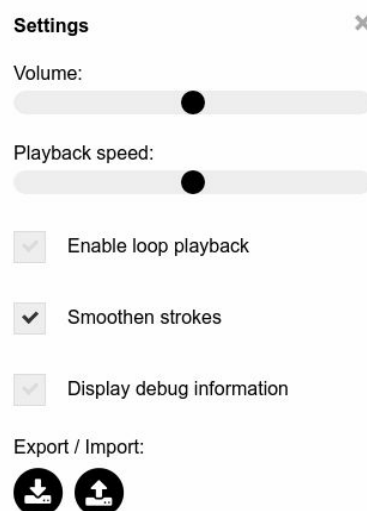 Settings
Volume:
Playback speed:
Enable loop playback
Smoothen strokes
Display debug information
Export / Import: